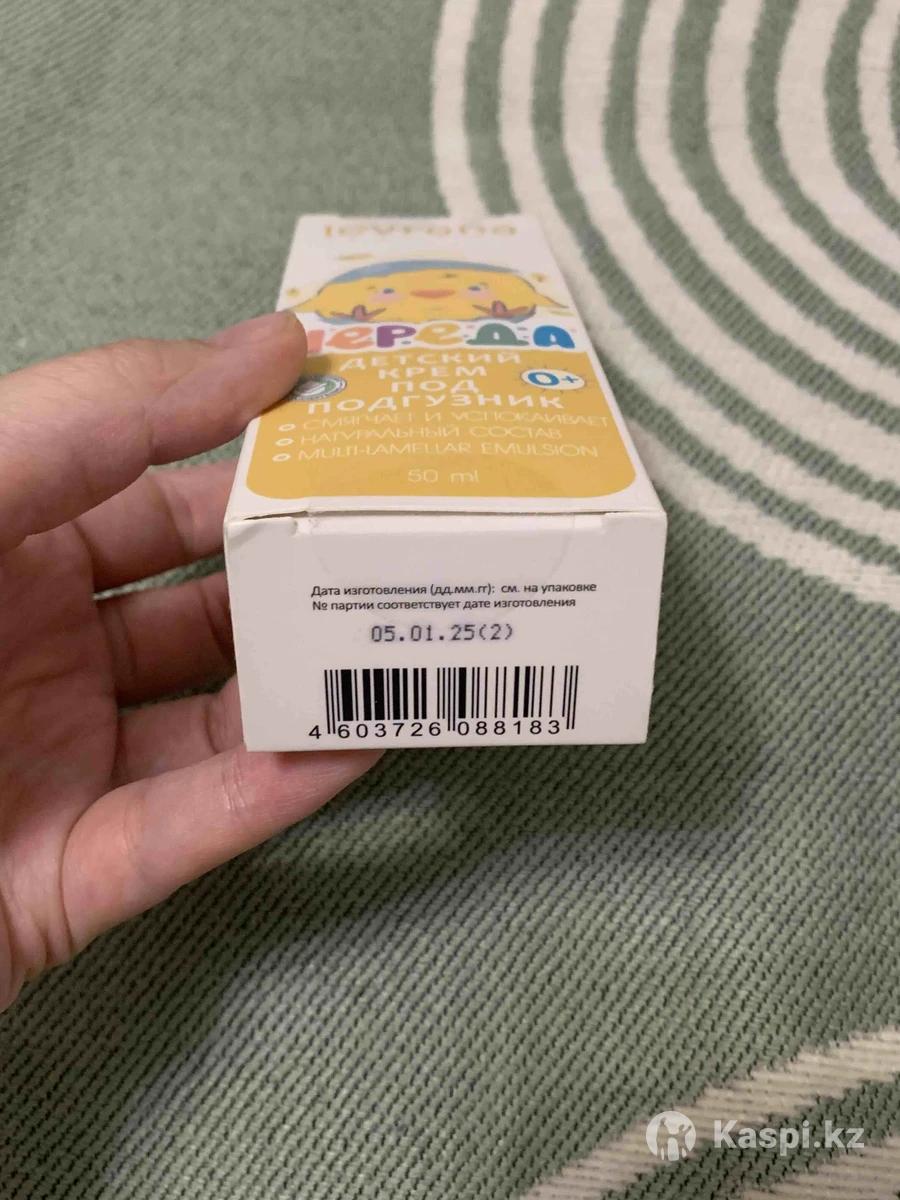 levrana
ЧЕРЕДА
ДЕТСКИЙ
КРЕМ
ПОД
ПОДГУЗНИК
0+
СМЯГЧАЕТ И УСПОКАИВАЕТ
НАТУРАЛЬНЫЙ СОСТАВ
MULTI-LAMELLAR EMULSION
50 ml
Дата изготовления (дд.мм.гг): см. на упаковке
№ партии соответствует дате изготовления
05.01.25(2)
4 603726 088183
Kaspi.kz